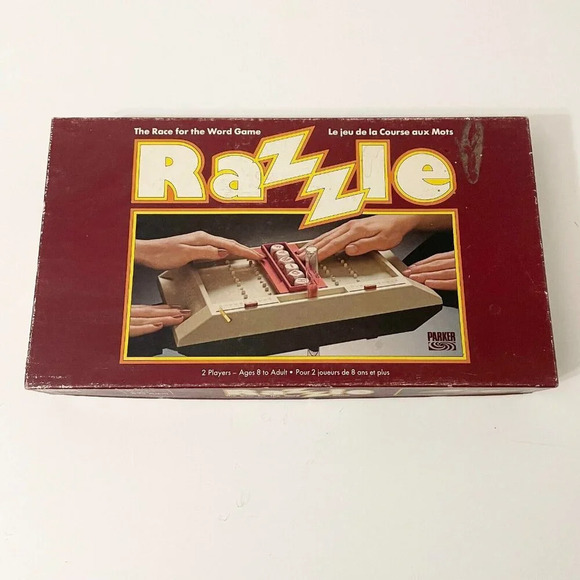 The Race for the Word Game
Le jeu de la Course aux Mots
Razzle
PARKER
2 Players – Ages 8 to Adult • Pour 2 joueurs de 8 ans et plus
Razzle